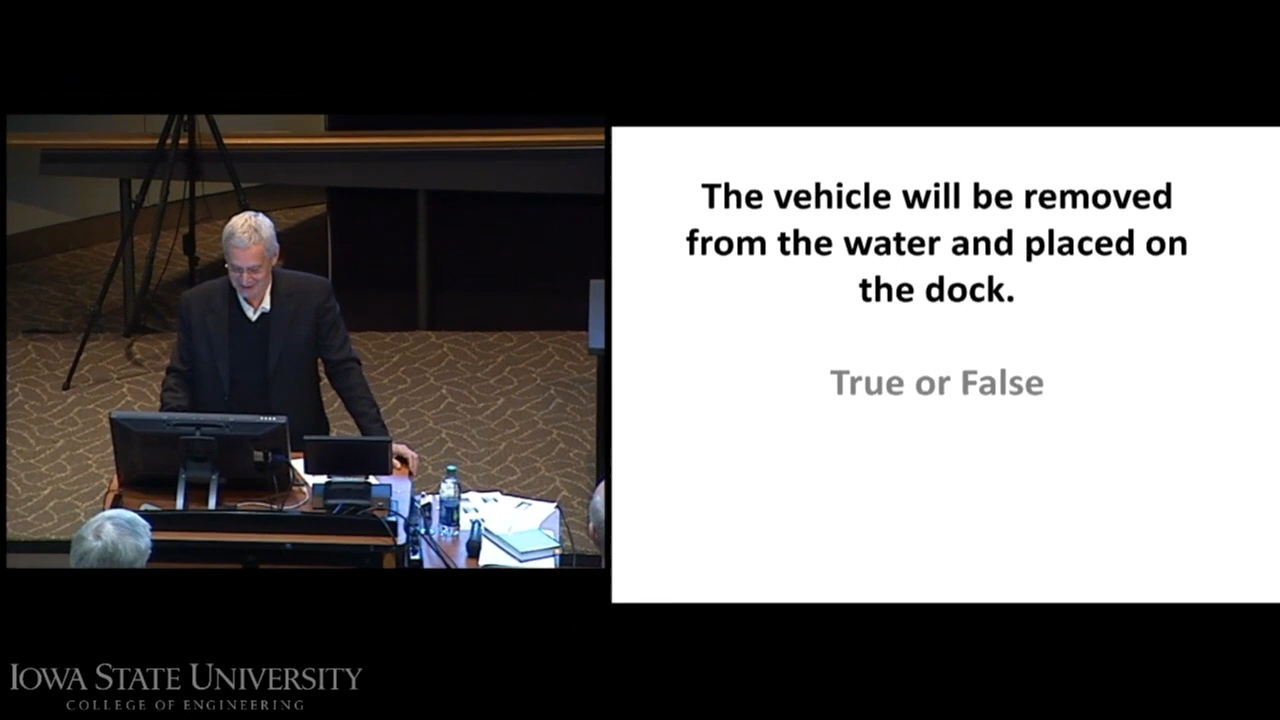 The vehicle will be removed
from the water and placed on
the dock.
True or False
IOWA STATE UNIVERSITY
COLLEGE OF ENGINEERING